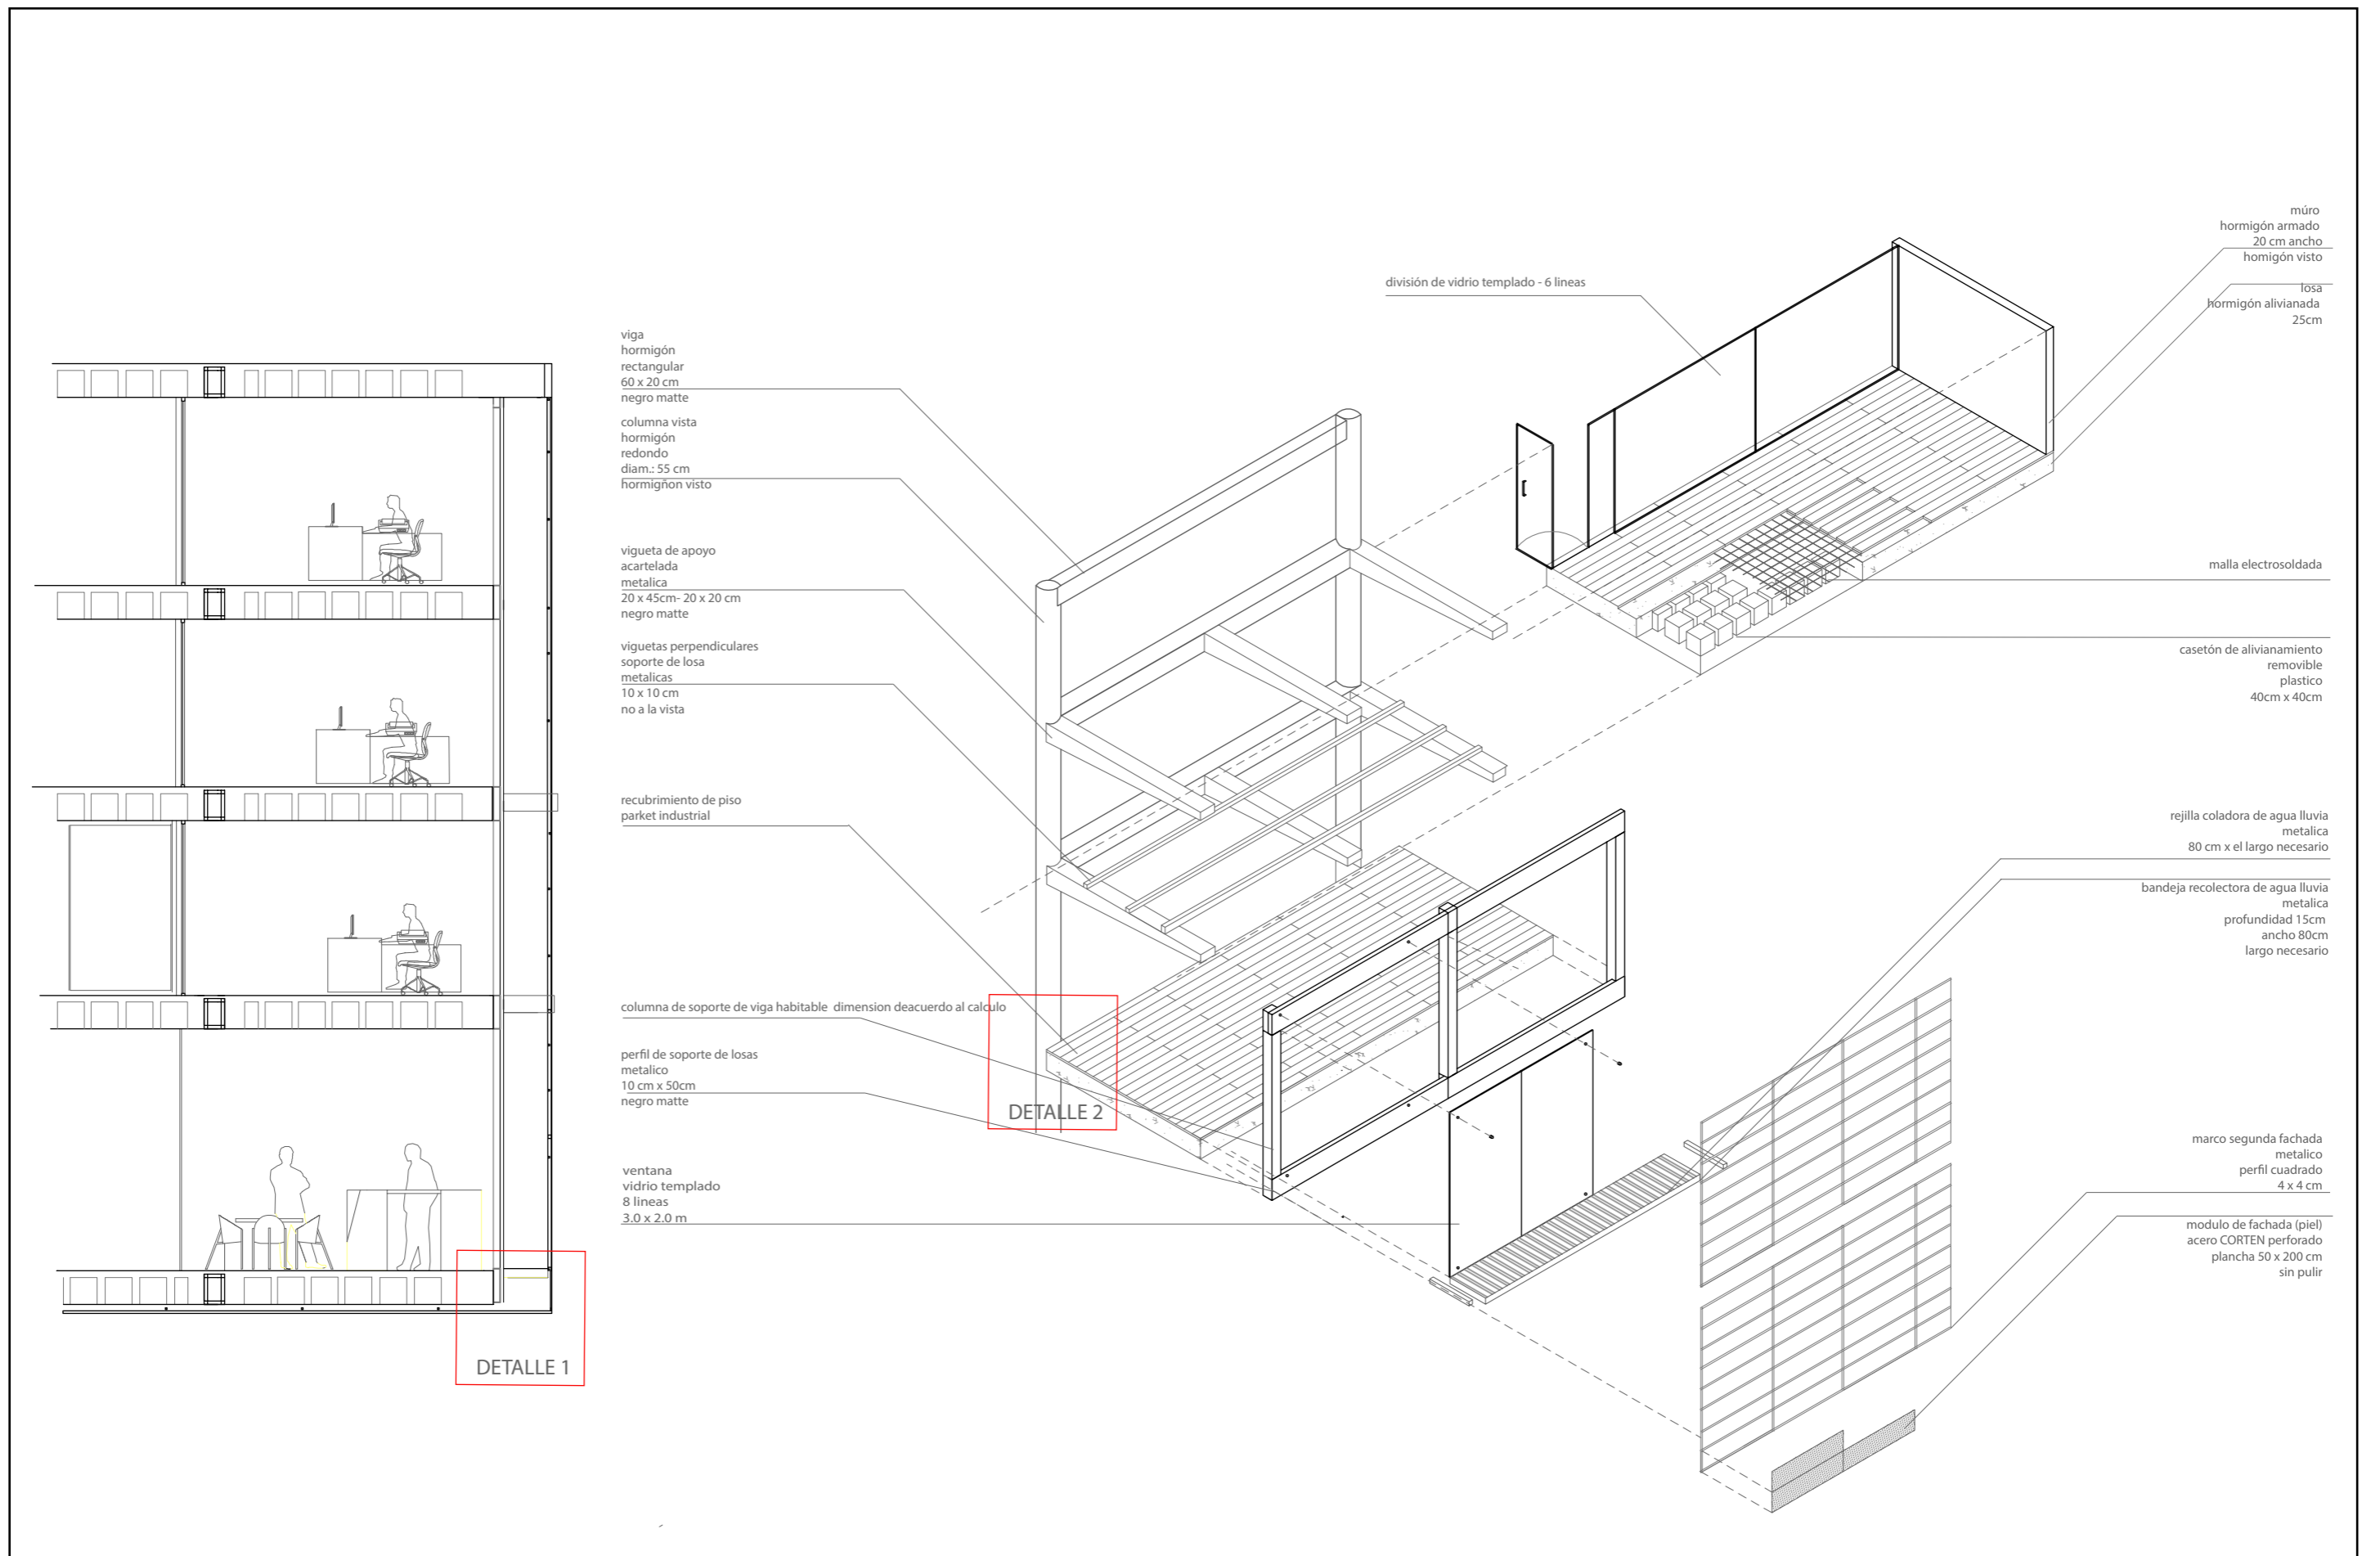 viga
hormigón
rectangular
60 x 20 cm
negro matte
columna vista
hormigón
redondo
diam.: 55 cm
hormigñon visto
vigueta de apoyo
acartelada
metalica
20 x 45cm- 20 x 20 cm
negro matte
viguetas perpendiculares
soporte de losa
metalicas
10 x 10 cm
no a la vista
recubrimiento de piso
parket industrial
columna de soporte de viga habitable  dimension deacuerdo al calculo
perfil de soporte de losas
metalico
10 cm x 50cm
negro matte
ventana
vidrio templado
8 lineas
3.0 x 2.0 m
DETALLE 1
DETALLE 2
división de vidrio templado - 6 lineas
múro
hormigón armado
20 cm ancho
homigón visto
losa
hormigón alivianada
25cm
malla electrosoldada
casetón de alivianamiento
removible
plastico
40cm x 40cm
rejilla coladora de agua lluvia
metalica
80 cm x el largo necesario
bandeja recolectora de agua lluvia
metalica
profundidad 15cm
ancho 80cm
largo necesario
marco segunda fachada
metalico
perfil cuadrado
4 x 4 cm
modulo de fachada (piel)
acero CORTEN perforado
plancha 50 x 200 cm
sin pulir